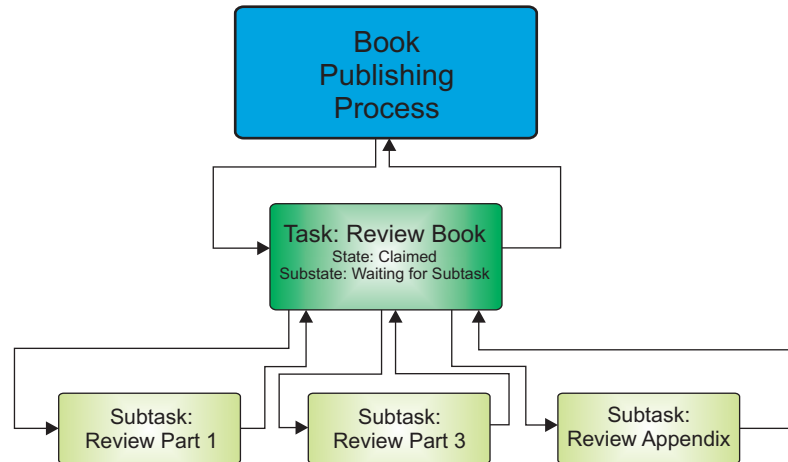 Book
Publishing
Process
Task: Review Book
State: Claimed
Substate: Waiting for Subtask
Subtask:
Review Part 1
Subtask:
Review Part 3
Subtask:
Review Appendix